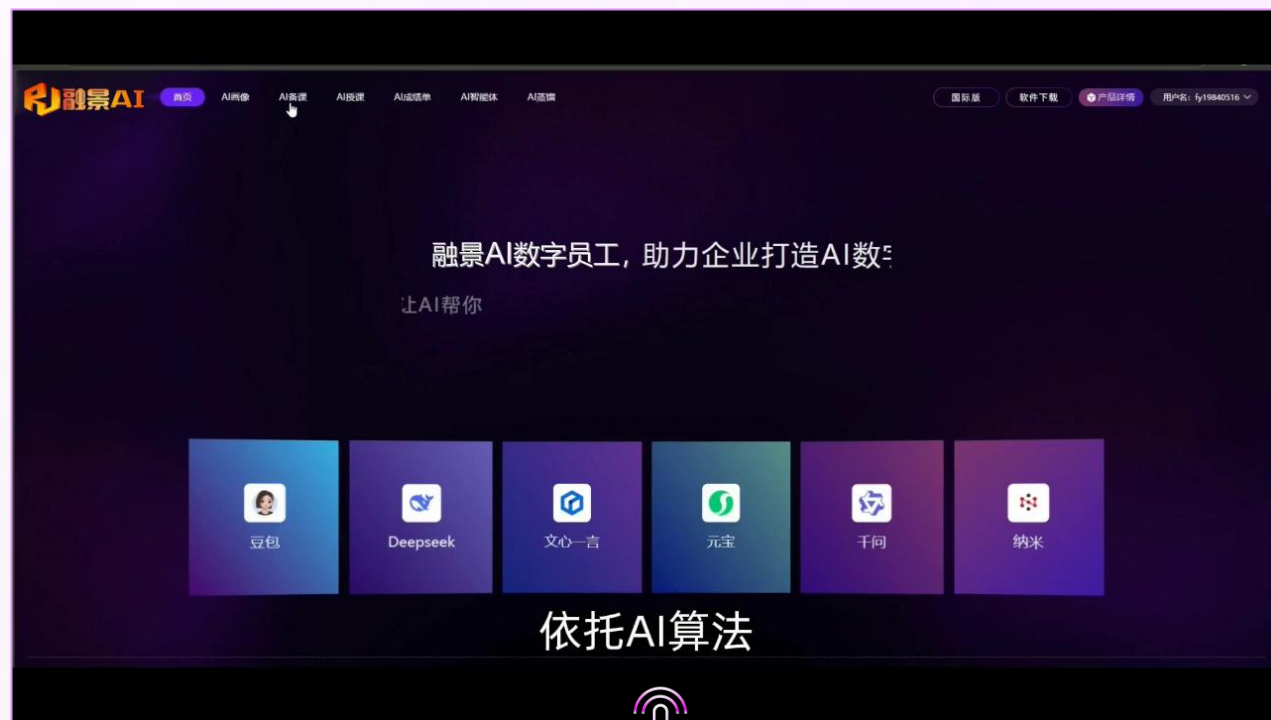 融景AI
首页 AI画像 AI备课 AI授课 AI成绩单 AI智能体 AI蒸馏
国际版 软件下载 产品详情 用户名: fy19840516
融景AI数字员工, 助力企业打造AI数
让AI帮你
豆包 Deepseek 文心一言 元宝 千问 纳米
依托AI算法